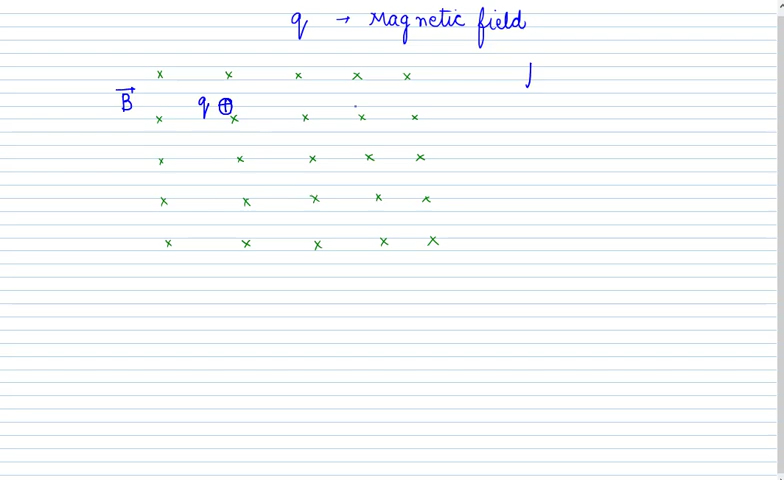 q → Magnetic field
× × × × ×
B⃗ q ⊕
× × × × ×
× × × × ×
× × × × ×
× × × × ×